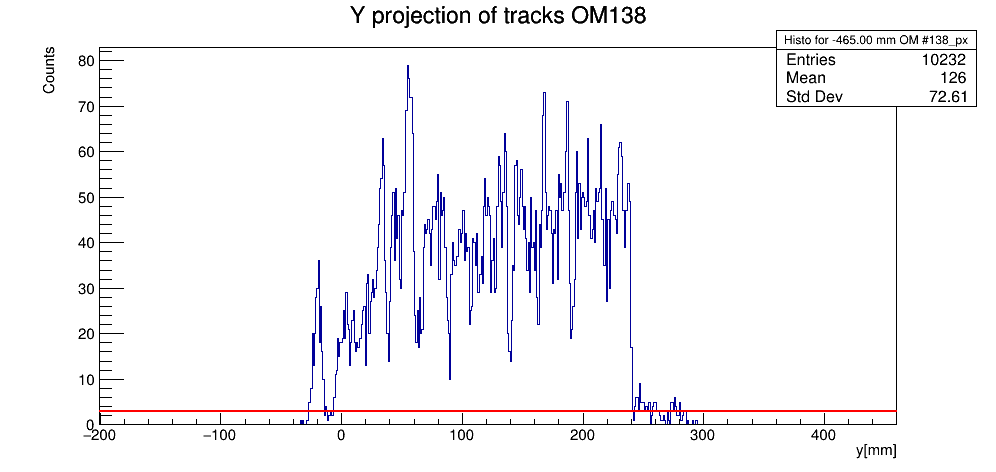 Y projection of tracks OM138
Histo for -465.00 mm OM #138_px
Entries 10232
Mean 126
Std Dev 72.61
Counts
80
70
60
50
40
30
20
10
0
−200 −100 0 100 200 300 400
y[mm]